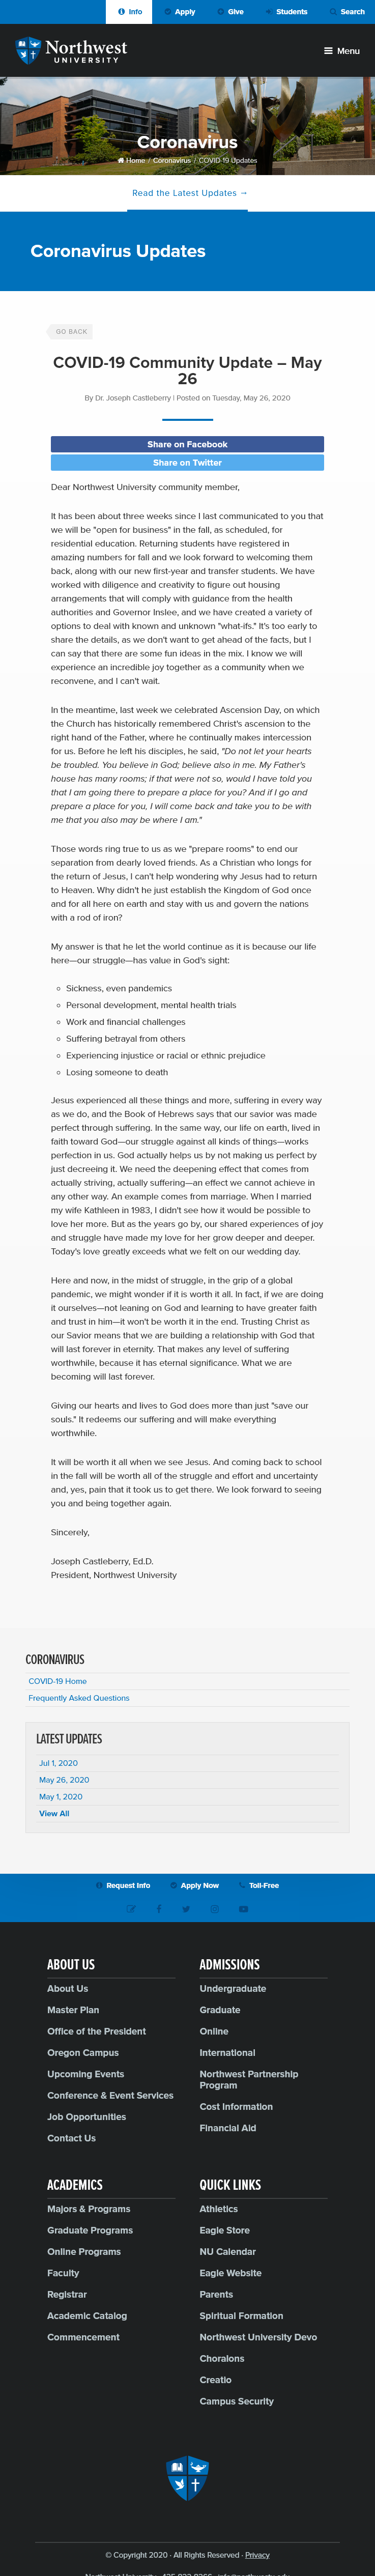 Info
Apply
Give
Students
Search
Northwest
UNIVERSITY
Menu
Coronavirus
Home / Coronavirus / COVID-19 Updates
Read the Latest Updates →
Coronavirus Updates
GO BACK
COVID-19 Community Update – May
26
By Dr. Joseph Castleberry | Posted on Tuesday, May 26, 2020
Share on Facebook
Share on Twitter
Dear Northwest University community member,
It has been about three weeks since I last communicated to you that
we will be "open for business" in the fall, as scheduled, for
residential education. Returning students have registered in
amazing numbers for fall and we look forward to welcoming them
back, along with our new first-year and transfer students. We have
worked with diligence and creativity to figure out housing
arrangements that will comply with guidance from the health
authorities and Governor Inslee, and we have created a variety of
options to deal with known and unknown "what-ifs." It's too early to
share the details, as we don't want to get ahead of the facts, but I
can say that there are some fun ideas in the mix. I know we will
experience an incredible joy together as a community when we
reconvene, and I can't wait.
In the meantime, last week we celebrated Ascension Day, on which
the Church has historically remembered Christ's ascension to the
right hand of the Father, where he continually makes intercession
for us. Before he left his disciples, he said, "Do not let your hearts
be troubled. You believe in God; believe also in me. My Father's
house has many rooms; if that were not so, would I have told you
that I am going there to prepare a place for you? And if I go and
prepare a place for you, I will come back and take you to be with
me that you also may be where I am."
Those words ring true to us as we "prepare rooms" to end our
separation from dearly loved friends. As a Christian who longs for
the return of Jesus, I can't help wondering why Jesus had to return
to Heaven. Why didn't he just establish the Kingdom of God once
and for all here on earth and stay with us and govern the nations
with a rod of iron?
My answer is that he let the world continue as it is because our life
here—our struggle—has value in God's sight:
Sickness, even pandemics
Personal development, mental health trials
Work and financial challenges
Suffering betrayal from others
Experiencing injustice or racial or ethnic prejudice
Losing someone to death
Jesus experienced all these things and more, suffering in every way
as we do, and the Book of Hebrews says that our savior was made
perfect through suffering. In the same way, our life on earth, lived in
faith toward God—our struggle against all kinds of things—works
perfection in us. God actually helps us by not making us perfect by
just decreeing it. We need the deepening effect that comes from
actually striving, actually suffering—an effect we cannot achieve in
any other way. An example comes from marriage. When I married
my wife Kathleen in 1983, I didn't see how it would be possible to
love her more. But as the years go by, our shared experiences of joy
and struggle have made my love for her grow deeper and deeper.
Today's love greatly exceeds what we felt on our wedding day.
Here and now, in the midst of struggle, in the grip of a global
pandemic, we might wonder if it is worth it all. In fact, if we are doing
it ourselves—not leaning on God and learning to have greater faith
and trust in him—it won't be worth it in the end. Trusting Christ as
our Savior means that we are building a relationship with God that
will last forever in eternity. That makes any level of suffering
worthwhile, because it has eternal significance. What we are
becoming will last forever.
Giving our hearts and lives to God does more than just "save our
souls." It redeems our suffering and will make everything
worthwhile.
It will be worth it all when we see Jesus. And coming back to school
in the fall will be worth all of the struggle and effort and uncertainty
and, yes, pain that it took us to get there. We look forward to seeing
you and being together again.
Sincerely,
Joseph Castleberry, Ed.D.
President, Northwest University
CORONAVIRUS
COVID-19 Home
Frequently Asked Questions
LATEST UPDATES
Jul 1, 2020
May 26, 2020
May 1, 2020
View All
Request Info
Apply Now
Toll-Free
ABOUT US
About Us
Master Plan
Office of the President
Oregon Campus
Upcoming Events
Conference & Event Services
Job Opportunities
Contact Us
ADMISSIONS
Undergraduate
Graduate
Online
International
Northwest Partnership
Program
Cost Information
Financial Aid
ACADEMICS
Majors & Programs
Graduate Programs
Online Programs
Faculty
Registrar
Academic Catalog
Commencement
QUICK LINKS
Athletics
Eagle Store
NU Calendar
Eagle Website
Parents
Spiritual Formation
Northwest University Devo
Choralons
Creatio
Campus Security
© Copyright 2020 · All Rights Reserved · Privacy